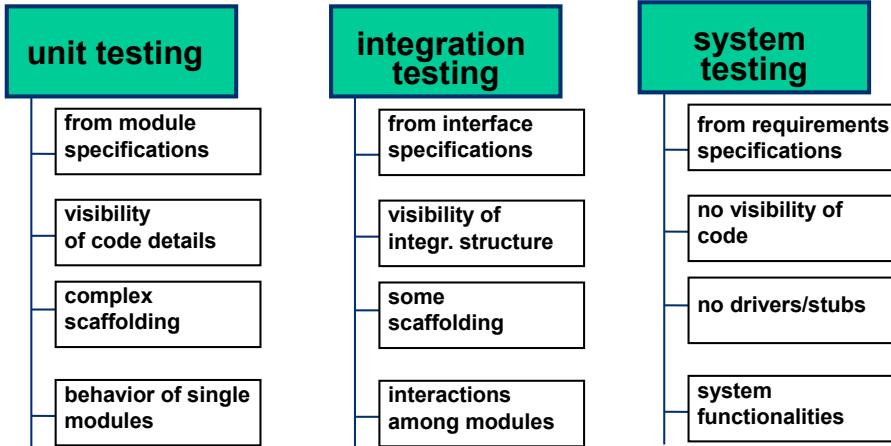 unit testing
from module
specifications
visibility
of code details
complex
scaffolding
behavior of single
modules
integration
testing
from interface
specifications
visibility of
integr. structure
some
scaffolding
interactions
among modules
system
testing
from requirements
specifications
no visibility of
code
no drivers/stubs
system
functionalities